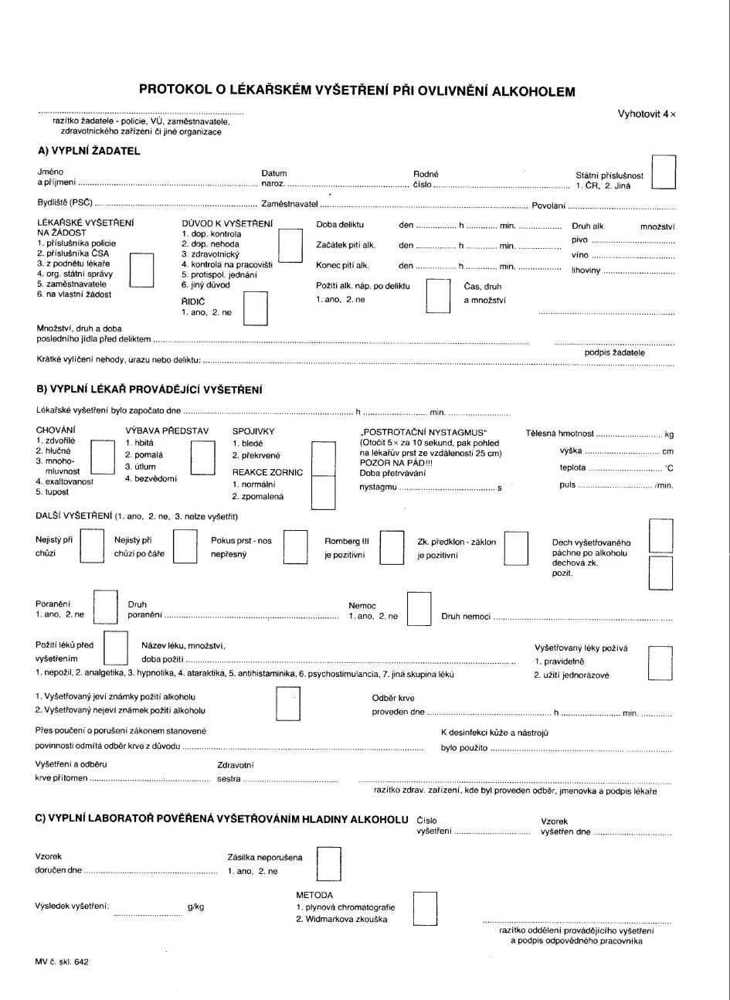 PROTOKOL O LÉKAŘSKÉM VYŠETŘENÍ PŘI OVLIVNĚNÍ ALKOHOLEM
Vyhotovit 4 ×
razítko žadatele - policie, VÚ, zaměstnavatele,
zdravotnického zařízení či jiné organizace
A) VYPLNÍ ŽADATEL
Jméno
a příjmení
Datum
naroz.
Rodné
číslo
Státní příslušnost
1. ČR, 2. Jiná
Bydliště (PSČ)
Zaměstnavatel
Povolání
LÉKAŘSKÉ VYŠETŘENÍ
NA ŽÁDOST
1. příslušníka policie
2. příslušníka ČSA
3. z podnětu lékaře
4. org. státní správy
5. zaměstnavatele
6. na vlastní žádost
DŮVOD K VYŠETŘENÍ
1. dop. kontrola
2. dop. nehoda
3. zdravotnický
4. kontrola na pracovišti
5. protispol. jednání
6. jiný důvod
ŘIDIČ
1. ano, 2. ne
Doba deliktu den h min.
Začátek pití alk. den h min.
Konec pití alk. den h min.
Požití alk. náp. po deliktu
1. ano, 2. ne
Čas, druh
a množství
Druh alk. množství
pivo
víno
lihoviny
Množství, druh a doba
posledního jídla před deliktem
podpis žadatele
Krátké vylíčení nehody, úrazu nebo deliktu:
B) VYPLNÍ LÉKAŘ PROVÁDĚJÍCÍ VYŠETŘENÍ
Lékařské vyšetření bylo započato dne h min.
CHOVÁNÍ
1. zdvořilé
2. hlučné
3. mnoho-
mluvnost
4. exaltovanost
5. tupost
VÝBAVA PŘEDSTAV
1. hbitá
2. pomalá
3. útlum
4. bezvědomí
SPOJIVKY
1. bledé
2. překrvené
REAKCE ZORNIC
1. normální
2. zpomalená
„POSTROTAČNÍ NYSTAGMUS“
(Otočit 5 × za 10 sekund, pak pohled
na lékařův prst ze vzdálenosti 25 cm)
POZOR NA PÁD!!!
Doba přetrvávání
nystagmu s
Tělesná hmotnost kg
výška cm
teplota °C
puls /min.
DALŠÍ VYŠETŘENÍ (1. ano, 2. ne, 3. nelze vyšetřit)
Nejistý při
chůzi
Nejistý při
chůzi po čáře
Pokus prst - nos
nepřesný
Romberg III
je pozitivní
Zk. předklon - záklon
je pozitivní
Dech vyšetřovaného
páchne po alkoholu
dechová zk.
pozit.
Poranění
1. ano, 2. ne
Druh
poranění
Nemoc
1. ano, 2. ne
Druh nemoci
Požití léků před
vyšetřením
Název léku, množství,
doba požití
Vyšetřovaný léky požívá
1. pravidelně
2. užití jednorázové
1. nepožil, 2. analgetika, 3. hypnotika, 4. ataraktika, 5. antihistaminika, 6. psychostimulancia, 7. jiná skupina léků
1. Vyšetřovaný jeví známky požití alkoholu
2. Vyšetřovaný nejeví známek požití alkoholu
Odběr krve
proveden dne h min.
Přes poučení o porušení zákonem stanovené
povinnosti odmítá odběr krve z důvodu
K desinfekci kůže a nástrojů
bylo použito
Vyšetření a odběru
krve přítomen
Zdravotní
sestra
razítko zdrav. zařízení, kde byl proveden odběr, jmenovka a podpis lékaře
C) VYPLNÍ LABORATOŘ POVĚŘENÁ VYŠETŘOVÁNÍM HLADINY ALKOHOLU
Číslo
vyšetření
Vzorek
vyšetřen dne
Vzorek
doručen dne
Zásilka neporušena
1. ano, 2. ne
Výsledek vyšetření: g/kg
METODA
1. plynová chromatografie
2. Widmarkova zkouška
razítko oddělení provádějícího vyšetření
a podpis odpovědného pracovníka
MV č. skl. 642